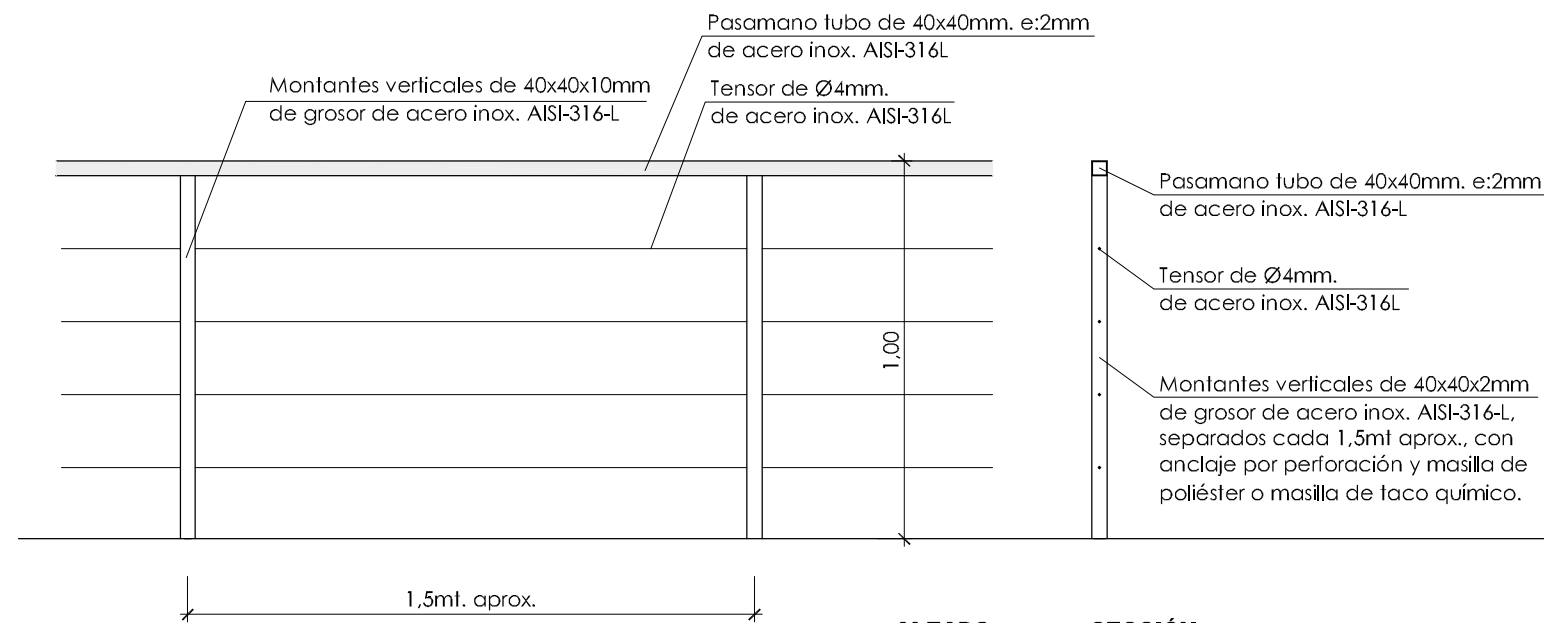 Pasamano tubo de 40x40mm. e:2mm
de acero inox. AISI-316L
Montantes verticales de 40x40x10mm
de grosor de acero inox. AISI-316-L
Tensor de Ø4mm.
de acero inox. AISI-316L
1,00
1,5mt. aprox.
Pasamano tubo de 40x40mm. e:2mm
de acero inox. AISI-316-L
Tensor de Ø4mm.
de acero inox. AISI-316L
Montantes verticales de 40x40x2mm
de grosor de acero inox. AISI-316-L,
separados cada 1,5mt aprox., con
anclaje por perforación y masilla de
poliéster o masilla de taco químico.
ALZADO
SECCIÓN